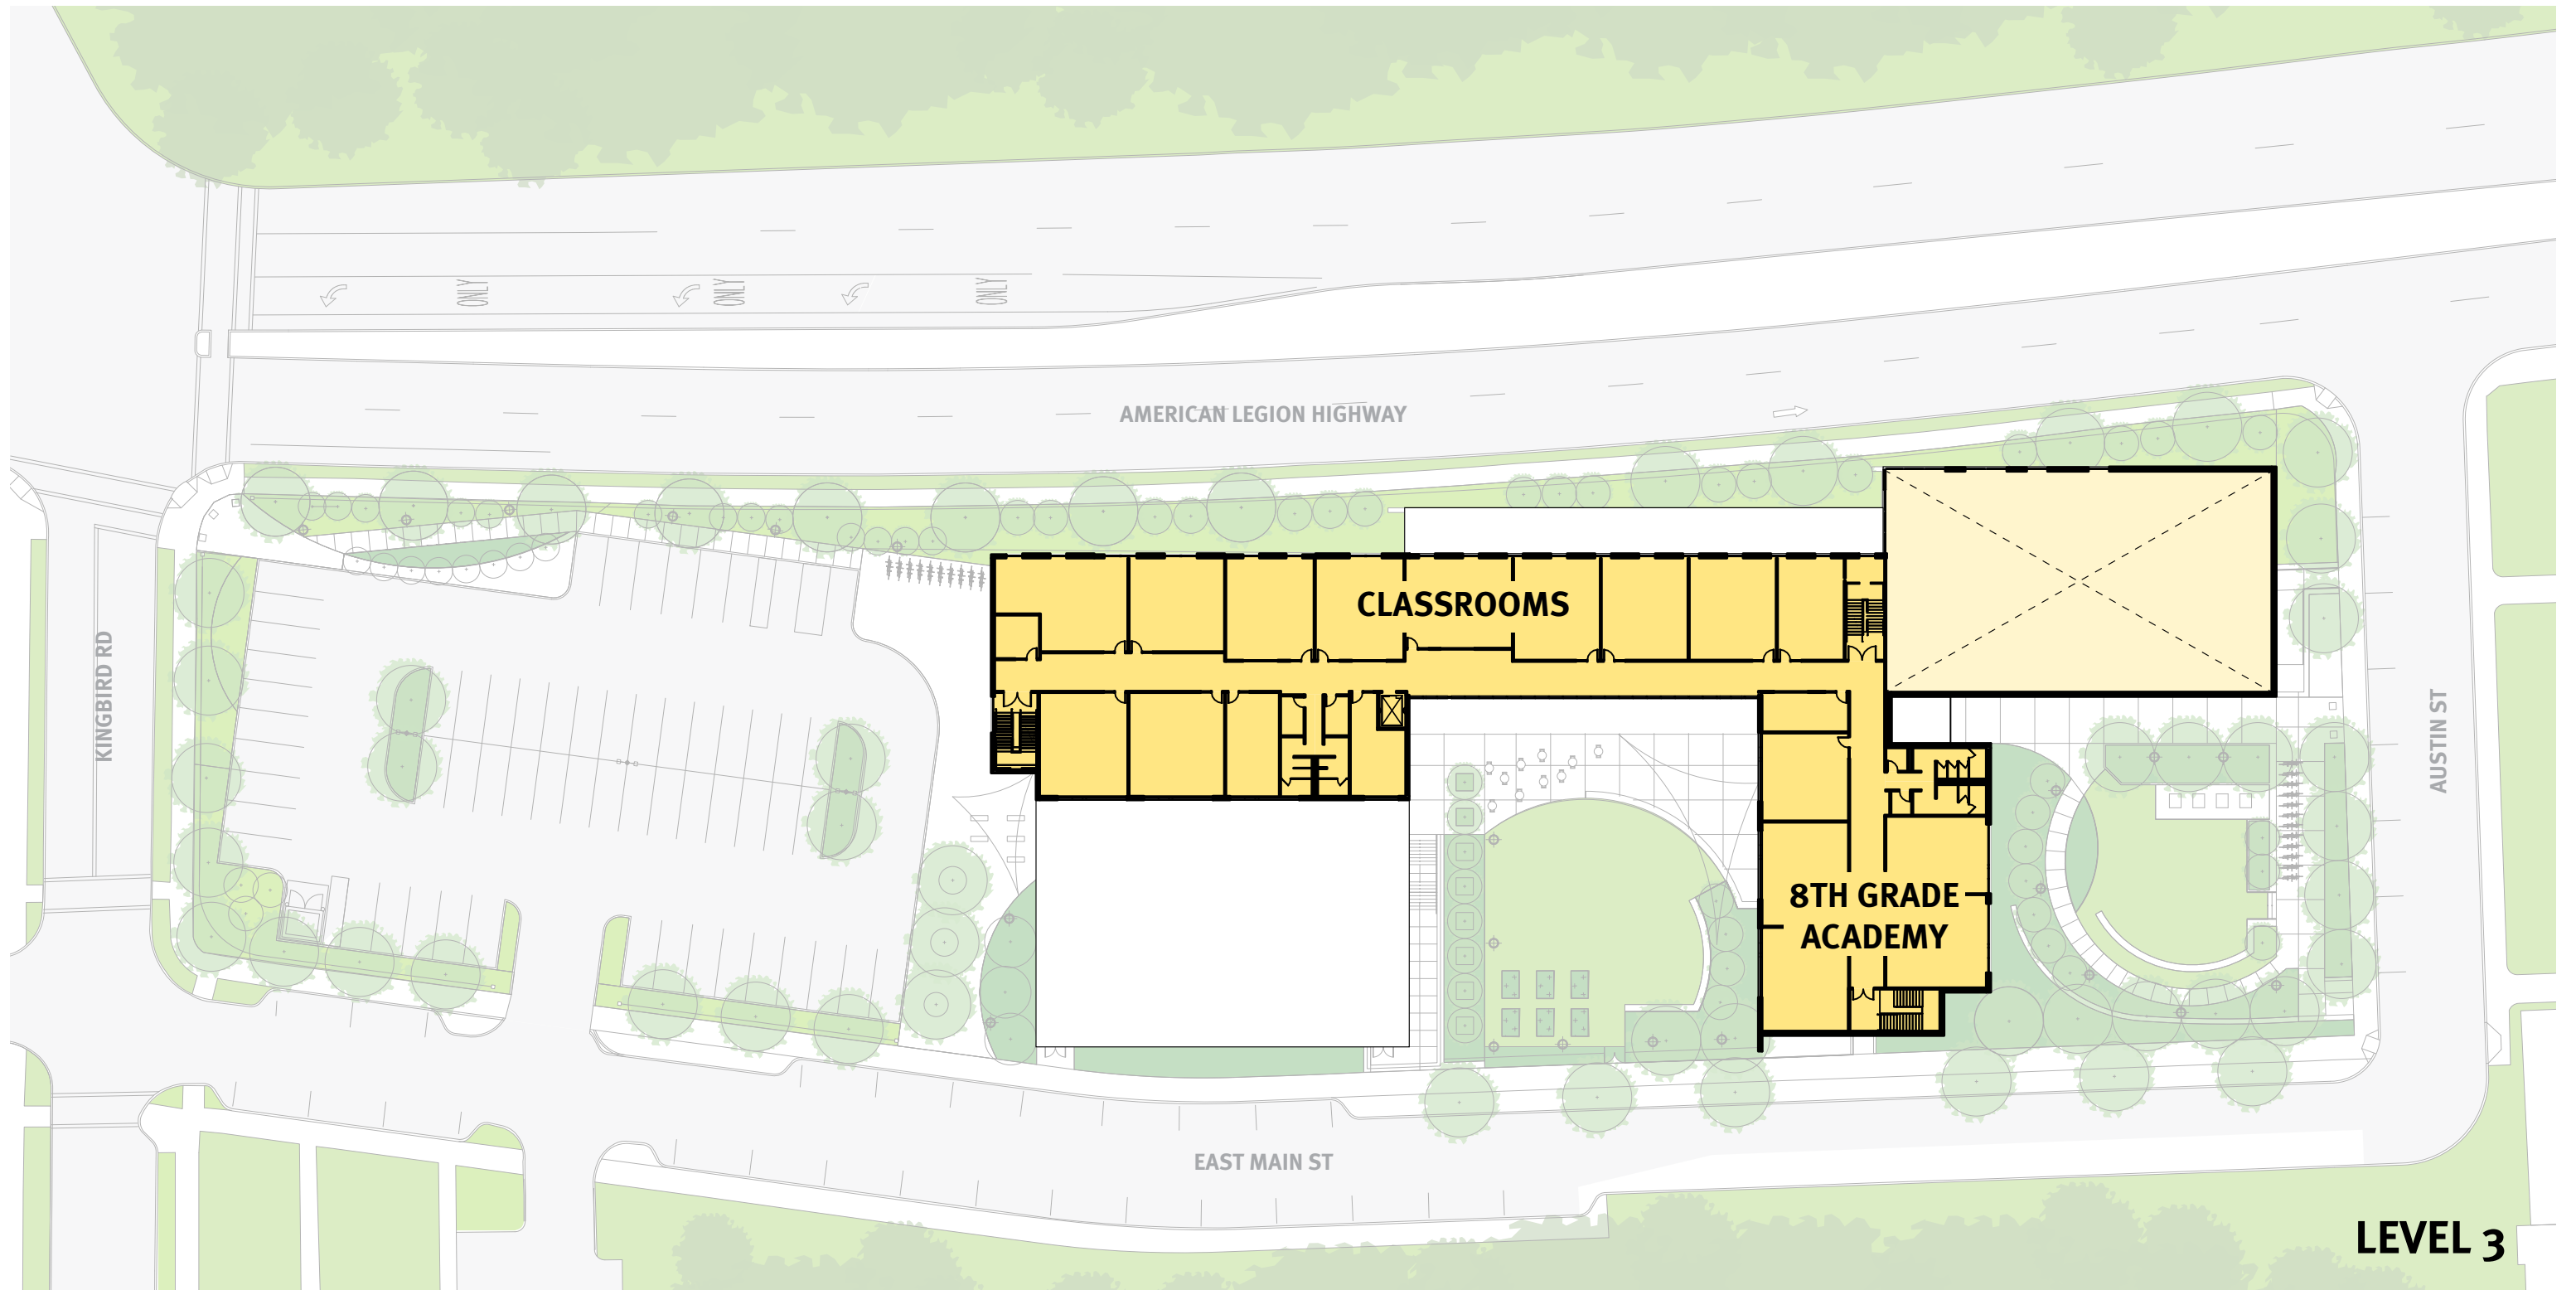 ONLY
ONLY
ONLY
AMERICAN LEGION HIGHWAY
CLASSROOMS
KINGBIRD RD
AUSTIN ST
8TH GRADE
ACADEMY
EAST MAIN ST
LEVEL 3